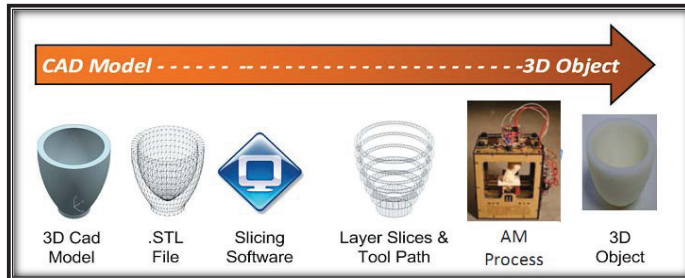 CAD Model - - - - - - -- - - - - - - - - - - - - - - - - - - - - - - -3D Object
3D Cad
Model
.STL
File
Slicing
Software
Layer Slices &
Tool Path
AM
Process
3D
Object